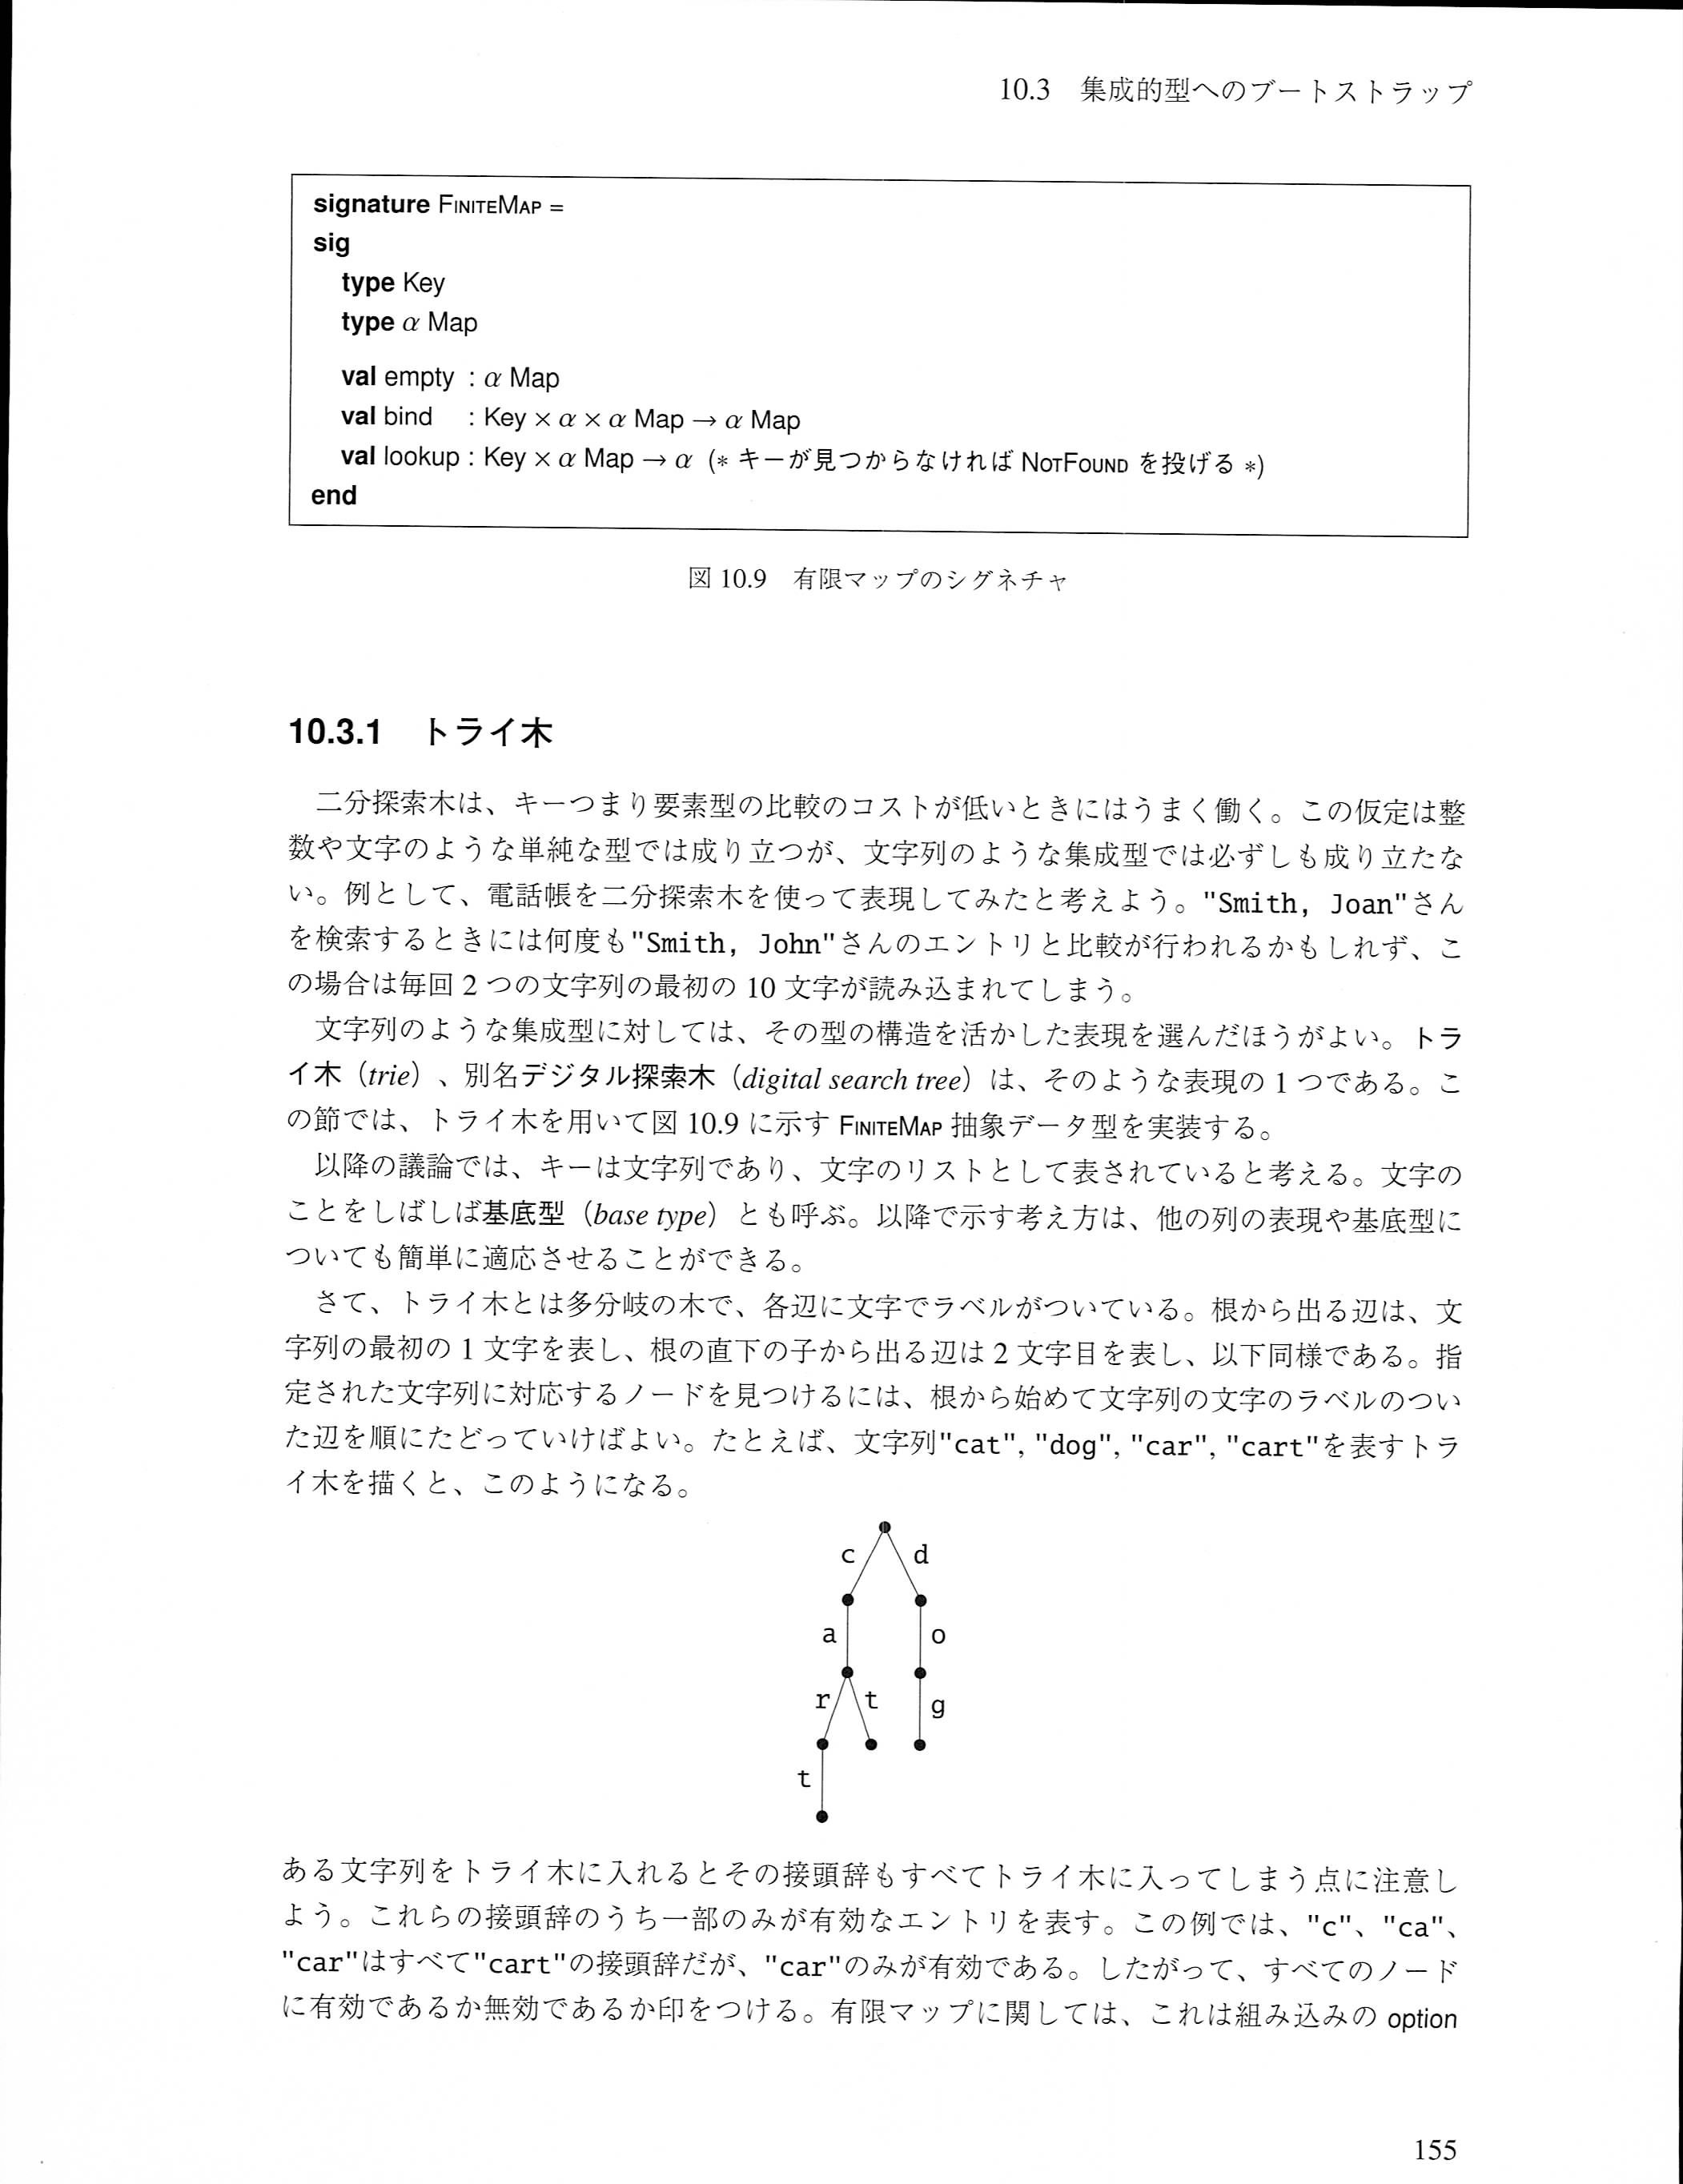 10.3 集成的型へのブートストラップ
signature FINITEMAP =
sig
type Key
type α Map
val empty : α Map
val bind : Key × α × α Map → α Map
val lookup : Key × α Map → α (* キーが見つからなければ NOTFOUND を投げる *)
end
図 10.9 有限マップのシグネチャ
10.3.1 トライ木
二分探索木は、キーつまり要素型の比較のコストが低いときにはうまく働く。この仮定は整
数や文字のような単純な型では成り立つが、文字列のような集成型では必ずしも成り立たな
い。例として、電話帳を二分探索木を使って表現してみたと考えよう。"Smith, Joan"さん
を検索するときには何度も"Smith, John"さんのエントリと比較が行われるかもしれず、こ
の場合は毎回 2 つの文字列の最初の 10 文字が読み込まれてしまう。
文字列のような集成型に対しては、その型の構造を活かした表現を選んだほうがよい。トラ
イ木（trie）、別名デジタル探索木（digital search tree）は、そのような表現の 1 つである。こ
の節では、トライ木を用いて図 10.9 に示す FINITEMAP 抽象データ型を実装する。
以降の議論では、キーは文字列であり、文字のリストとして表されていると考える。文字の
ことをしばしば基底型（base type）とも呼ぶ。以降で示す考え方は、他の列の表現や基底型に
ついても簡単に適応させることができる。
さて、トライ木とは多分岐の木で、各辺に文字でラベルがついている。根から出る辺は、文
字列の最初の 1 文字を表し、根の直下の子から出る辺は 2 文字目を表し、以下同様である。指
定された文字列に対応するノードを見つけるには、根から始めて文字列の文字のラベルのつい
た辺を順にたどっていけばよい。たとえば、文字列"cat", "dog", "car", "cart"を表すトラ
イ木を描くと、このようになる。
c d
a o
r t g
t
ある文字列をトライ木に入れるとその接頭辞もすべてトライ木に入ってしまう点に注意し
よう。これらの接頭辞のうち一部のみが有効なエントリを表す。この例では、"c"、"ca"、
"car"はすべて"cart"の接頭辞だが、"car"のみが有効である。したがって、すべてのノード
に有効であるか無効であるか印をつける。有限マップに関しては、これは組み込みの option
155